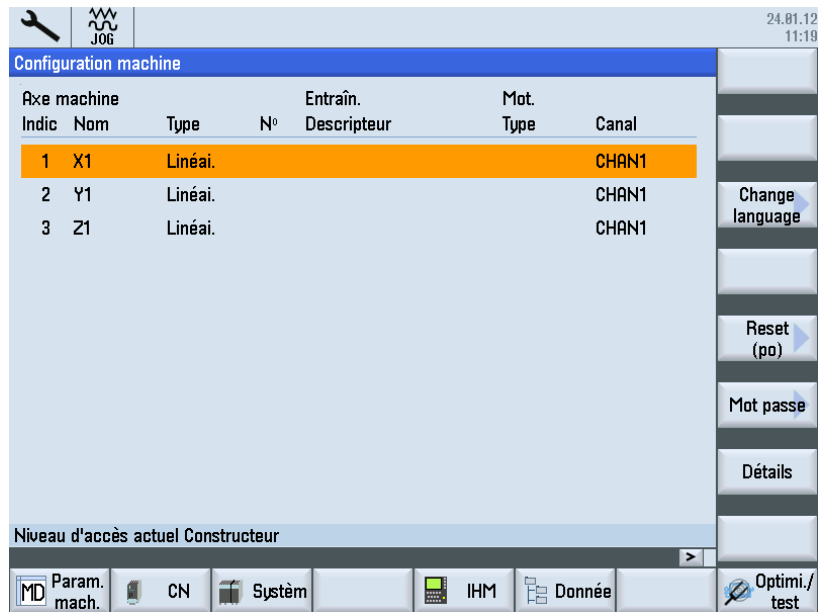 JOG
24.01.12
11:19
Configuration machine
Axe machine Entraîn. Mot.
Indic Nom Type Nº Descripteur Type Canal
1 X1 Linéai. CHAN1
2 Y1 Linéai. CHAN1
3 Z1 Linéai. CHAN1
Change
language
Reset
(po)
Mot passe
Détails
Niveau d'accès actuel Constructeur
>
MD Param.
mach.
CN
Systèm
IHM
Donnée
Optimi./
test